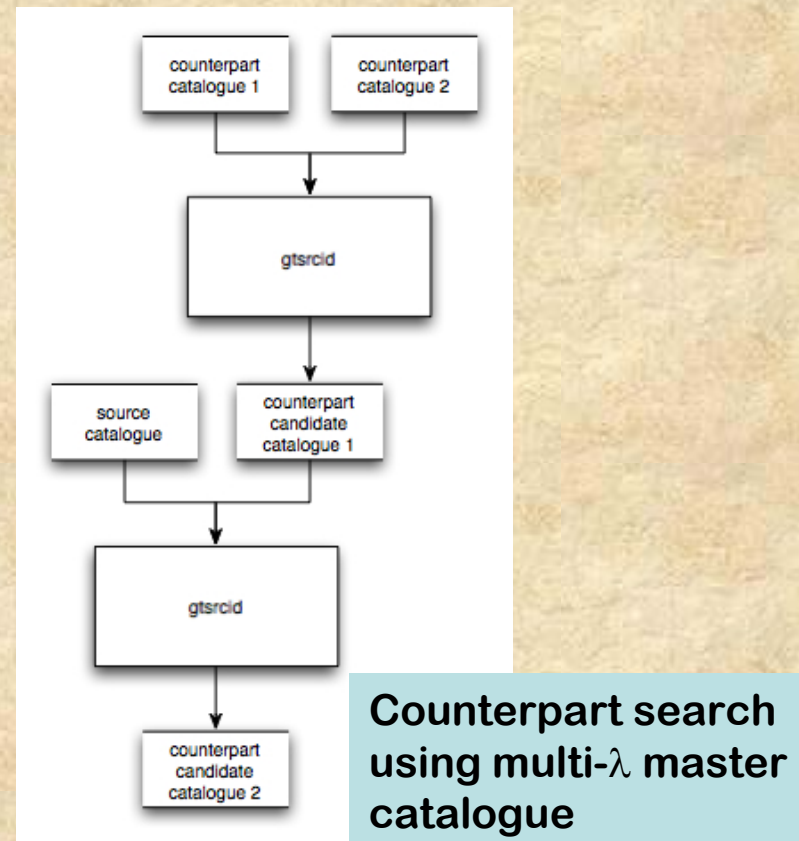 counterpart
catalogue 1
counterpart
catalogue 2
gtsrcid
source
catalogue
counterpart
candidate
catalogue 1
gtsrcid
counterpart
candidate
catalogue 2
Counterpart search
using multi-λ master
catalogue